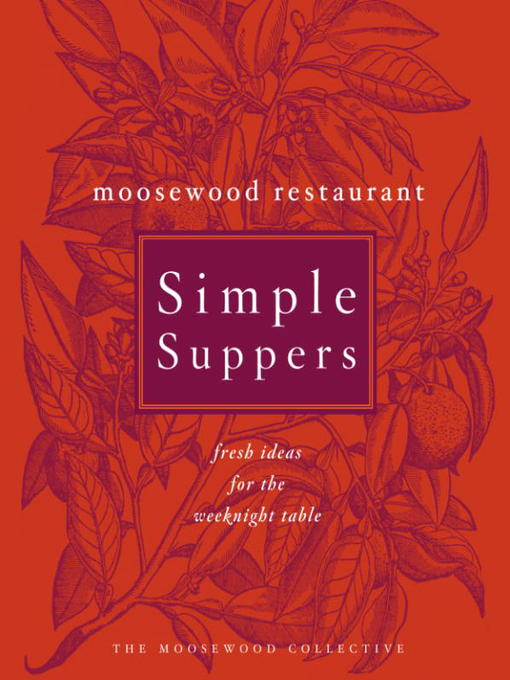 moosewood restaurant
Simple
Suppers
fresh ideas
for the
weeknight table
THE MOOSEWOOD COLLECTIVE